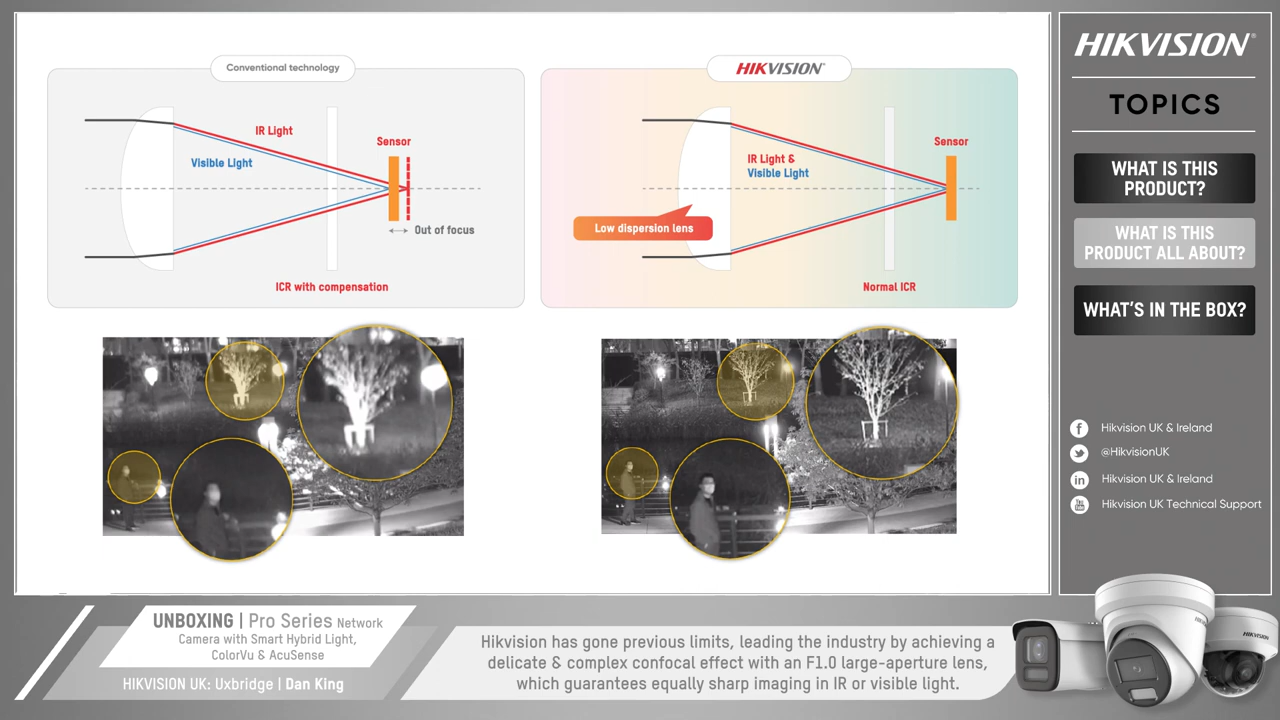 Conventional technology
IR Light
Visible Light
Sensor
Out of focus
ICR with compensation
HIKVISION®
IR Light &
Visible Light
Sensor
Low dispersion lens
Normal ICR
HIKVISION®
TOPICS
WHAT IS THIS
PRODUCT?
WHAT IS THIS
PRODUCT ALL ABOUT?
WHAT'S IN THE BOX?
Hikvision UK & Ireland
@HikvisionUK
Hikvision UK & Ireland
Hikvision UK Technical Support
UNBOXING | Pro Series Network
Camera with Smart Hybrid Light,
ColorVu & AcuSense
HIKVISION UK: Uxbridge | Dan King
Hikvision has gone previous limits, leading the industry by achieving a
delicate & complex confocal effect with an F1.0 large-aperture lens,
which guarantees equally sharp imaging in IR or visible light.
HIKVISION
HIKVISION